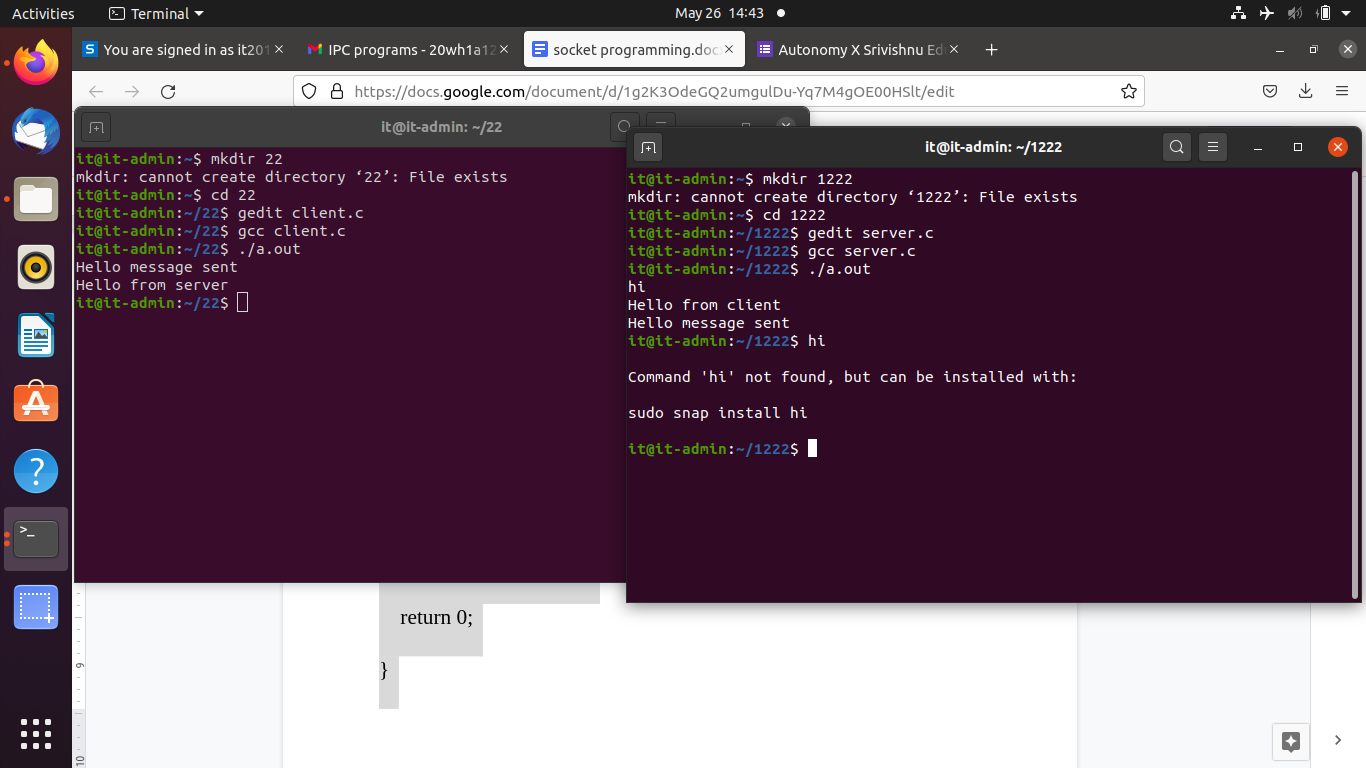 Activities
Terminal
May 26 14:43
You are signed in as it201
IPC programs - 20wh1a12
socket programming.doc
Autonomy X Srivishnu Ed
https://docs.google.com/document/d/1g2K3OdeGQ2umgulDu-Yq7M4gOE00HSlt/edit
it@it-admin: ~/22
it@it-admin:~$ mkdir 22
mkdir: cannot create directory ‘22’: File exists
it@it-admin:~$ cd 22
it@it-admin:~/22$ gedit client.c
it@it-admin:~/22$ gcc client.c
it@it-admin:~/22$ ./a.out
Hello message sent
Hello from server
it@it-admin:~/22$
it@it-admin: ~/1222
it@it-admin:~$ mkdir 1222
mkdir: cannot create directory ‘1222’: File exists
it@it-admin:~$ cd 1222
it@it-admin:~/1222$ gedit server.c
it@it-admin:~/1222$ gcc server.c
it@it-admin:~/1222$ ./a.out
hi
Hello from client
Hello message sent
it@it-admin:~/1222$ hi
Command 'hi' not found, but can be installed with:
sudo snap install hi
it@it-admin:~/1222$
return 0;
}
9
10